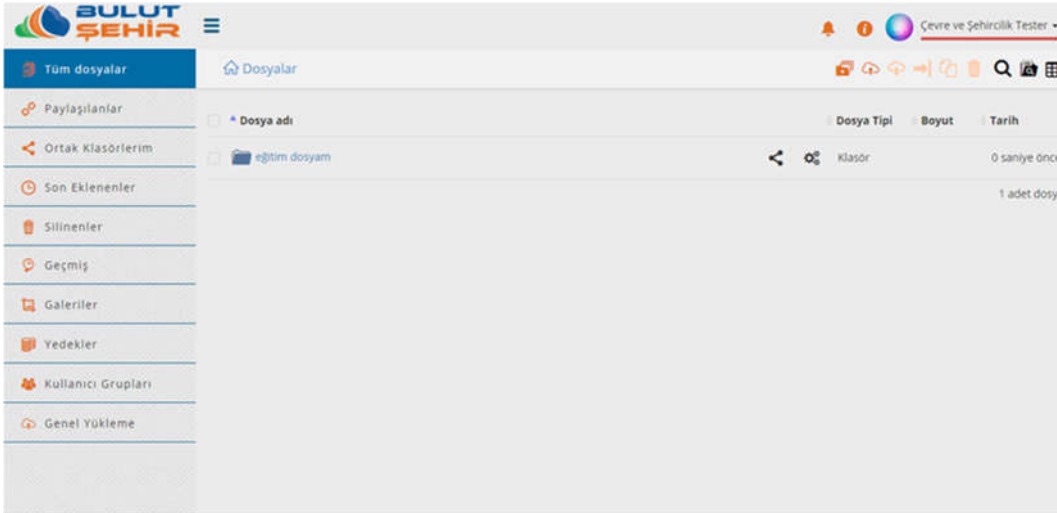 BULUT
ŞEHİR
Çevre ve Şehircilik Tester
Tüm dosyalar
Dosyalar
Paylaşılanlar
Dosya adı
Dosya Tipi
Boyut
Tarih
Ortak Klasörlerim
eğitim dosyam
Klasör
0 saniye önce
Son Eklenenler
1 adet dosy
Silinenler
Geçmiş
Galeriler
Yedekler
Kullanıcı Grupları
Genel Yükleme